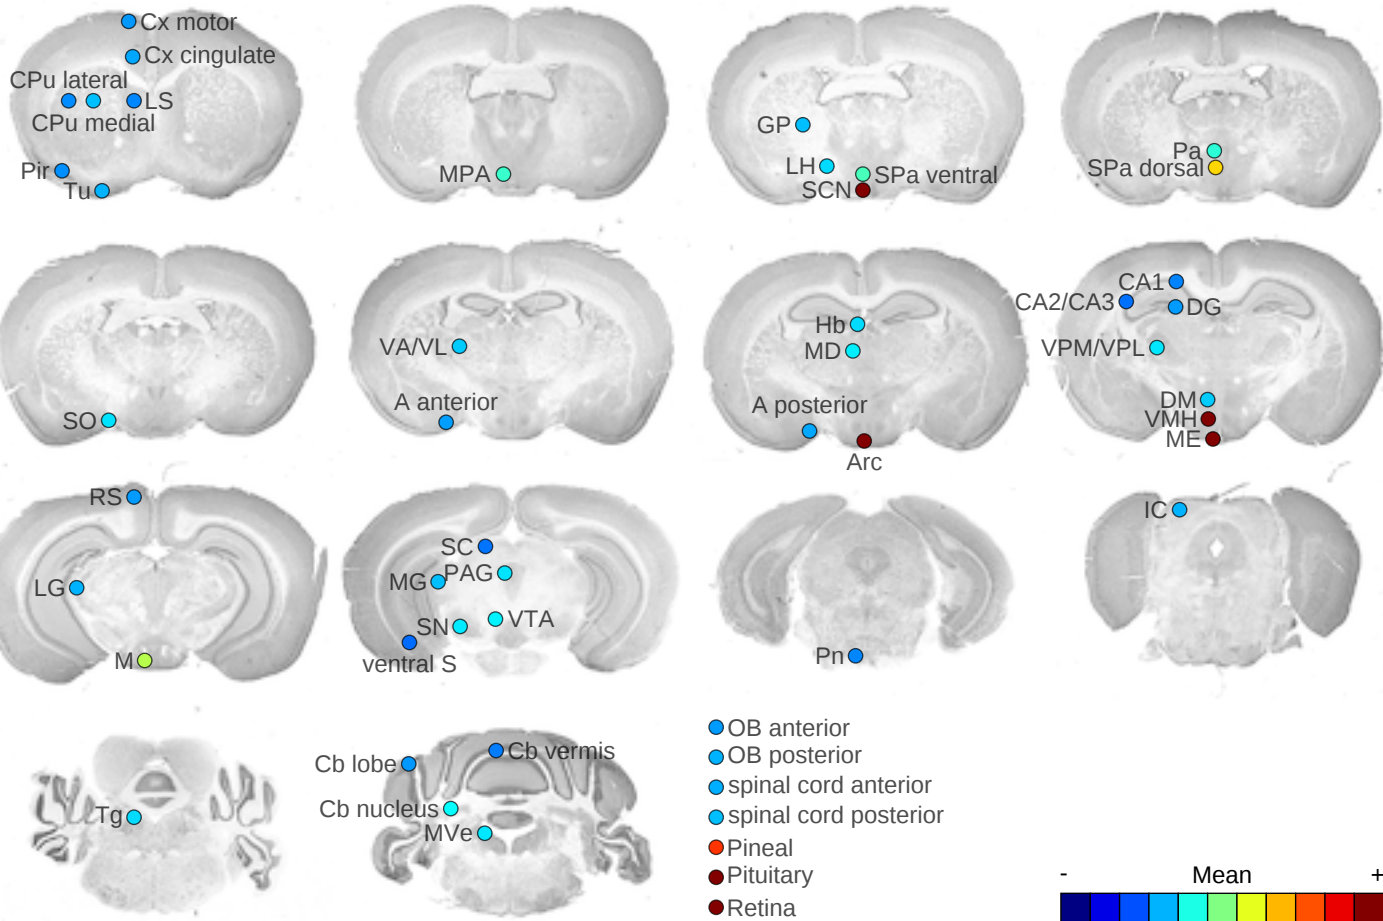 Cx motor
Cx cingulate
CPu lateral
LS
CPu medial
Pir
Tu
MPA
GP
LH
SPa ventral
SCN
Pa
SPa dorsal
SO
VA/VL
A anterior
Hb
MD
A posterior
Arc
CA1
CA2/CA3
DG
VPM/VPL
DM
VMH
ME
RS
LG
M
SC
MG
PAG
SN
VTA
ventral S
Pn
IC
Tg
Cb lobe
Cb vermis
Cb nucleus
MVe
OB anterior
OB posterior
spinal cord anterior
spinal cord posterior
Pineal
Pituitary
Retina
- Mean +